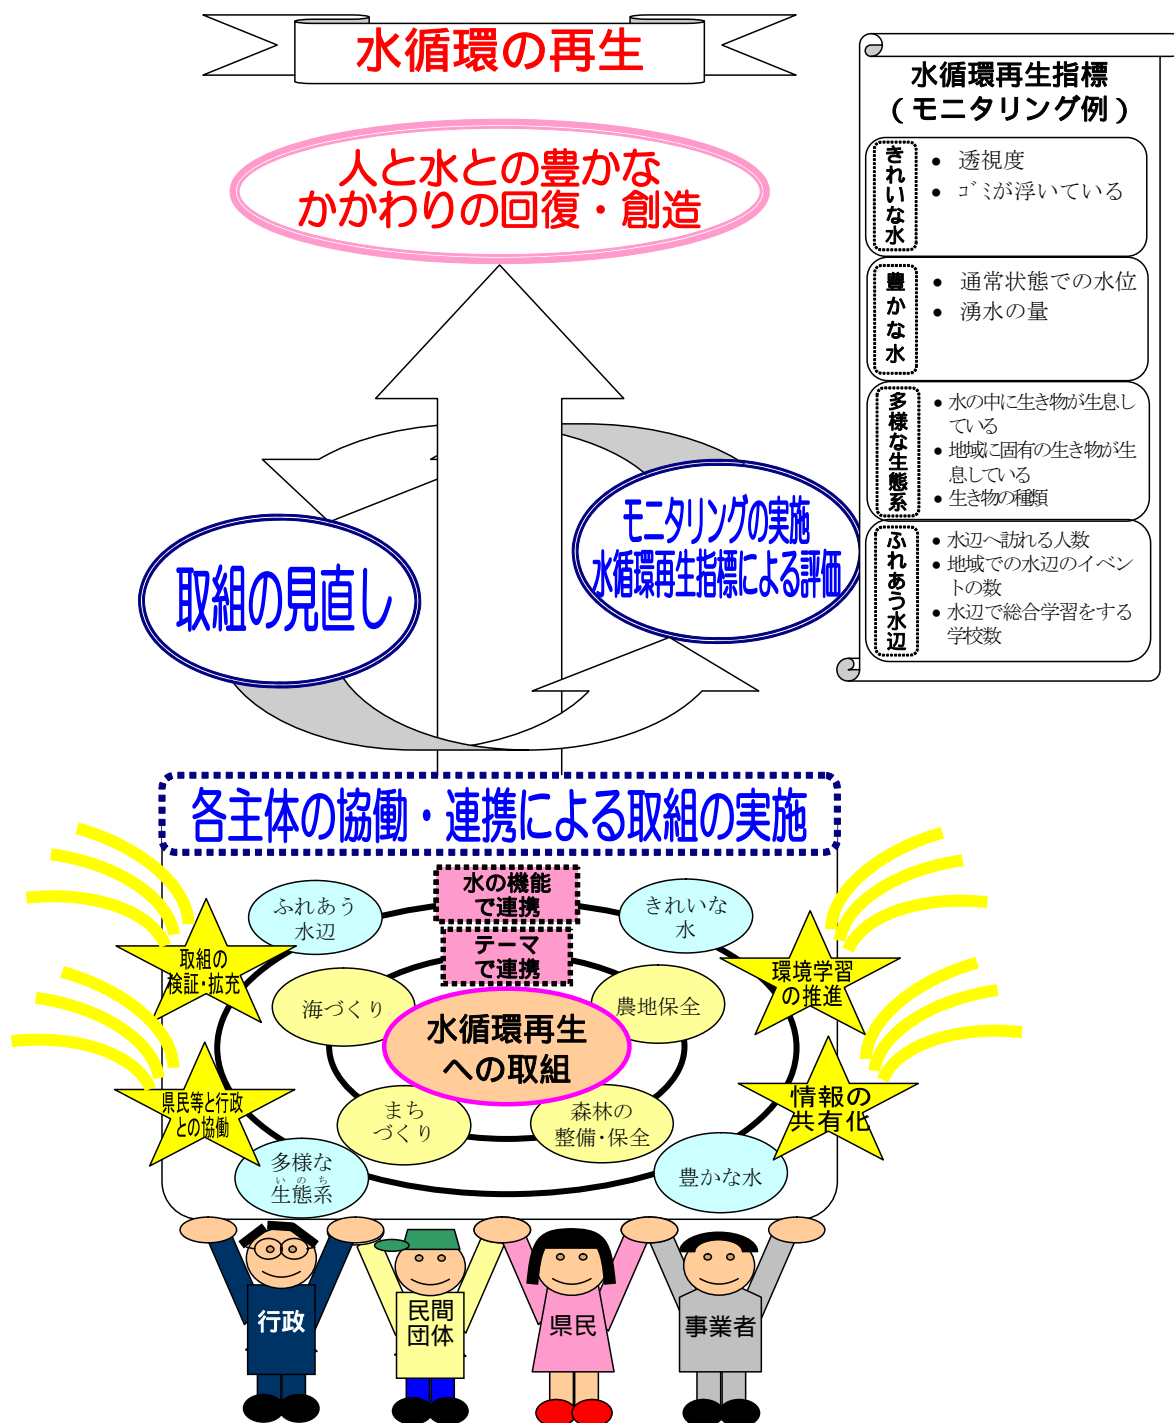 水循環の再生
人と水との豊かな
かかわりの回復・創造
水循環再生指標
(モニタリング例)
きれいな水
• 透視度
• ゴミが浮いている
豊かな水
• 通常状態での水位
• 湧水の量
多様な生態系
• 水の中に生き物が生息し
ている
• 地域に固有の生き物が生
息している
• 生き物の種類
ふれあう水辺
• 水辺へ訪れる人数
• 地域での水辺のイベン
トの数
• 水辺で総合学習をする
学校数
モニタリングの実施
水循環再生指標による評価
取組の見直し
各主体の協働・連携による取組の実施
水の機能
で連携
テーマ
で連携
ふれあう
水辺
きれいな
水
取組の
検証・拡充
環境学習
の推進
海づくり
農地保全
水循環再生
への取組
県民等と行政
との協働
情報の
共有化
まち
づくり
森林の
整備・保全
多様な
いのち
生態系
豊かな水
行政
民間
団体
県民
事業者